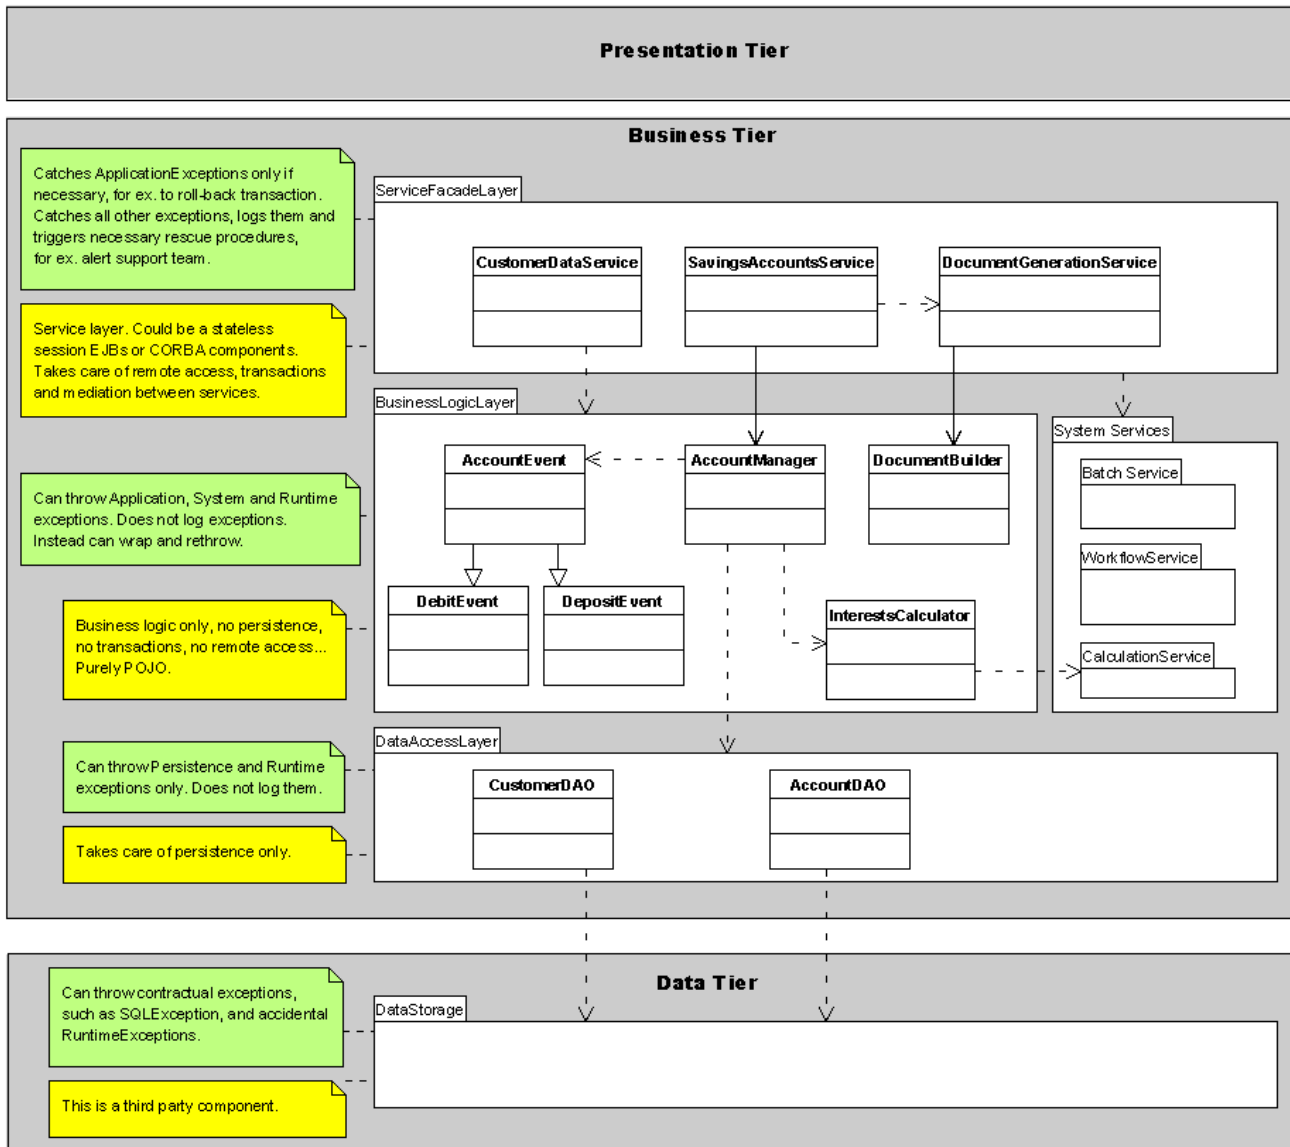 Presentation Tier
Business Tier
Catches ApplicationExceptions only if
necessary, for ex. to roll-back transaction.
Catches all other exceptions, logs them and
triggers necessary rescue procedures,
for ex. alert support team.
ServiceFacadeLayer
CustomerDataService
SavingsAccountsService
DocumentGenerationService
Service layer. Could be a stateless
session EJBs or CORBA components.
Takes care of remote access, transactions
and mediation between services.
BusinessLogicLayer
System Services
AccountEvent
AccountManager
DocumentBuilder
Batch Service
Can throw Application, System and Runtime
exceptions. Does not log exceptions.
Instead can wrap and rethrow.
WorkflowService
DebitEvent
DepositEvent
InterestsCalculator
Business logic only, no persistence,
no transactions, no remote access...
Purely POJO.
CalculationService
DataAccessLayer
Can throw Persistence and Runtime
exceptions only. Does not log them.
CustomerDAO
AccountDAO
Takes care of persistence only.
Data Tier
Can throw contractual exceptions,
such as SQLException, and accidental
RuntimeExceptions.
DataStorage
This is a third party component.